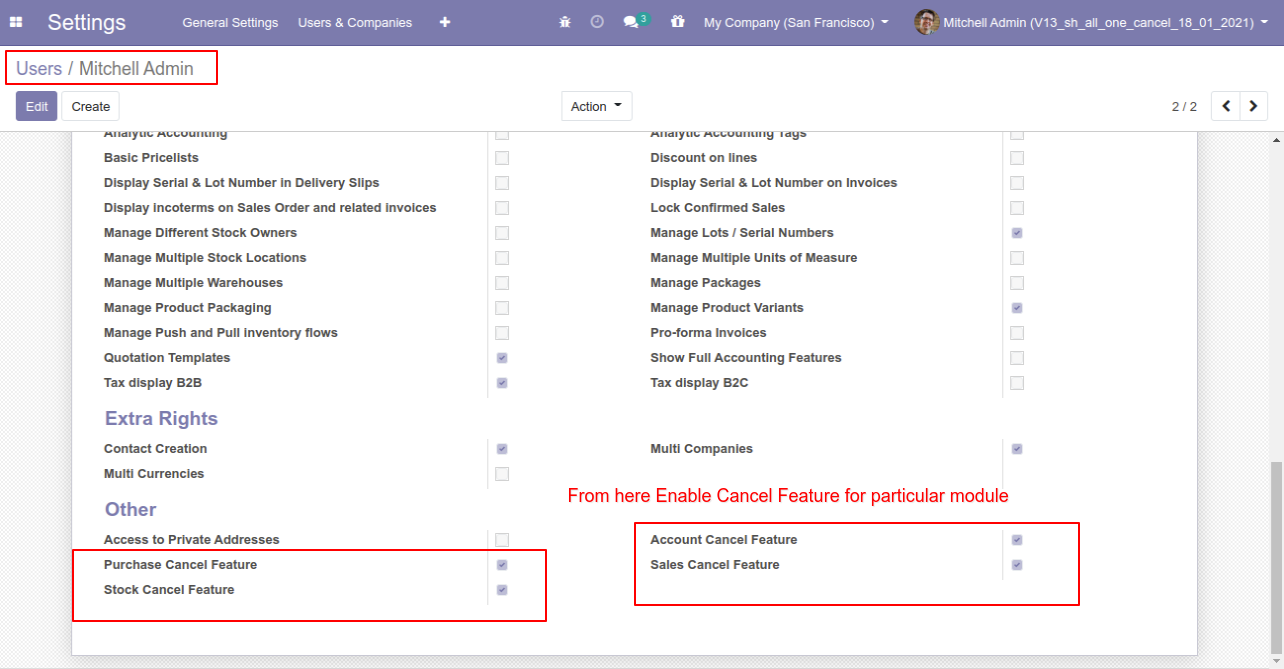 Settings General Settings Users & Companies 3 My Company (San Francisco) Mitchell Admin (V13_sh_all_one_cancel_18_01_2021)
Users / Mitchell Admin
Edit Create Action 2 / 2
Analytic Accounting Analytic Accounting Tags
Basic Pricelists Discount on lines
Display Serial & Lot Number in Delivery Slips Display Serial & Lot Number on Invoices
Display incoterms on Sales Order and related invoices Lock Confirmed Sales
Manage Different Stock Owners Manage Lots / Serial Numbers
Manage Multiple Stock Locations Manage Multiple Units of Measure
Manage Multiple Warehouses Manage Packages
Manage Product Packaging Manage Product Variants
Manage Push and Pull inventory flows Pro-forma Invoices
Quotation Templates Show Full Accounting Features
Tax display B2B Tax display B2C
Extra Rights
Contact Creation Multi Companies
Multi Currencies
From here Enable Cancel Feature for particular module
Other
Access to Private Addresses Account Cancel Feature
Purchase Cancel Feature Sales Cancel Feature
Stock Cancel Feature